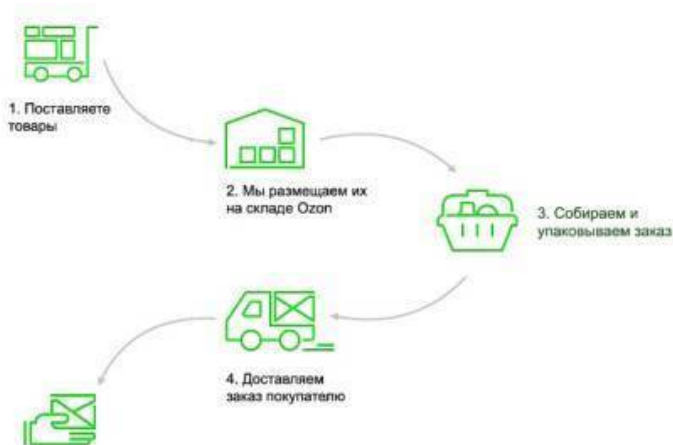 1. Поставляете
товары
2. Мы размещаем их
на складе Ozon
3. Собираем и
упаковываем заказ
4. Доставляем
заказ покупателю